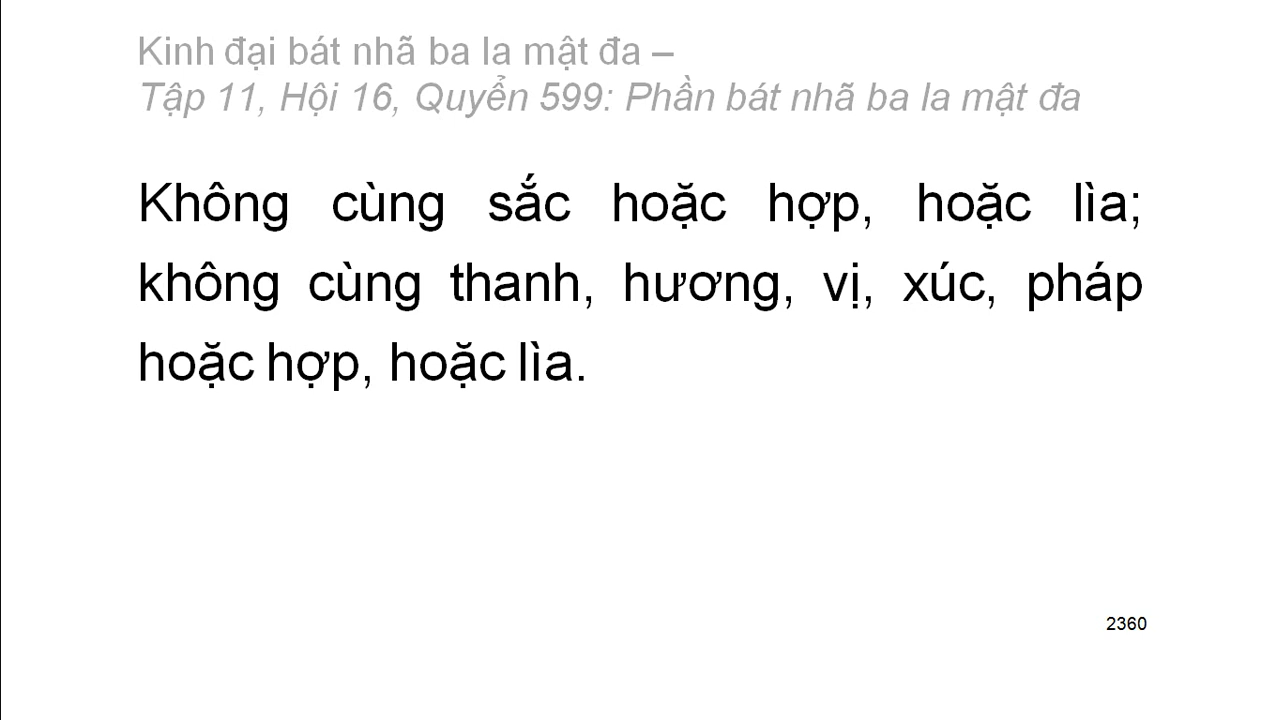 Kinh đại bát nhã ba la mật đa –
Tập 11, Hội 16, Quyển 599: Phần bát nhã ba la mật đa
Không cùng sắc hoặc hợp, hoặc lìa;
không cùng thanh, hương, vị, xúc, pháp
hoặc hợp, hoặc lìa.
2360